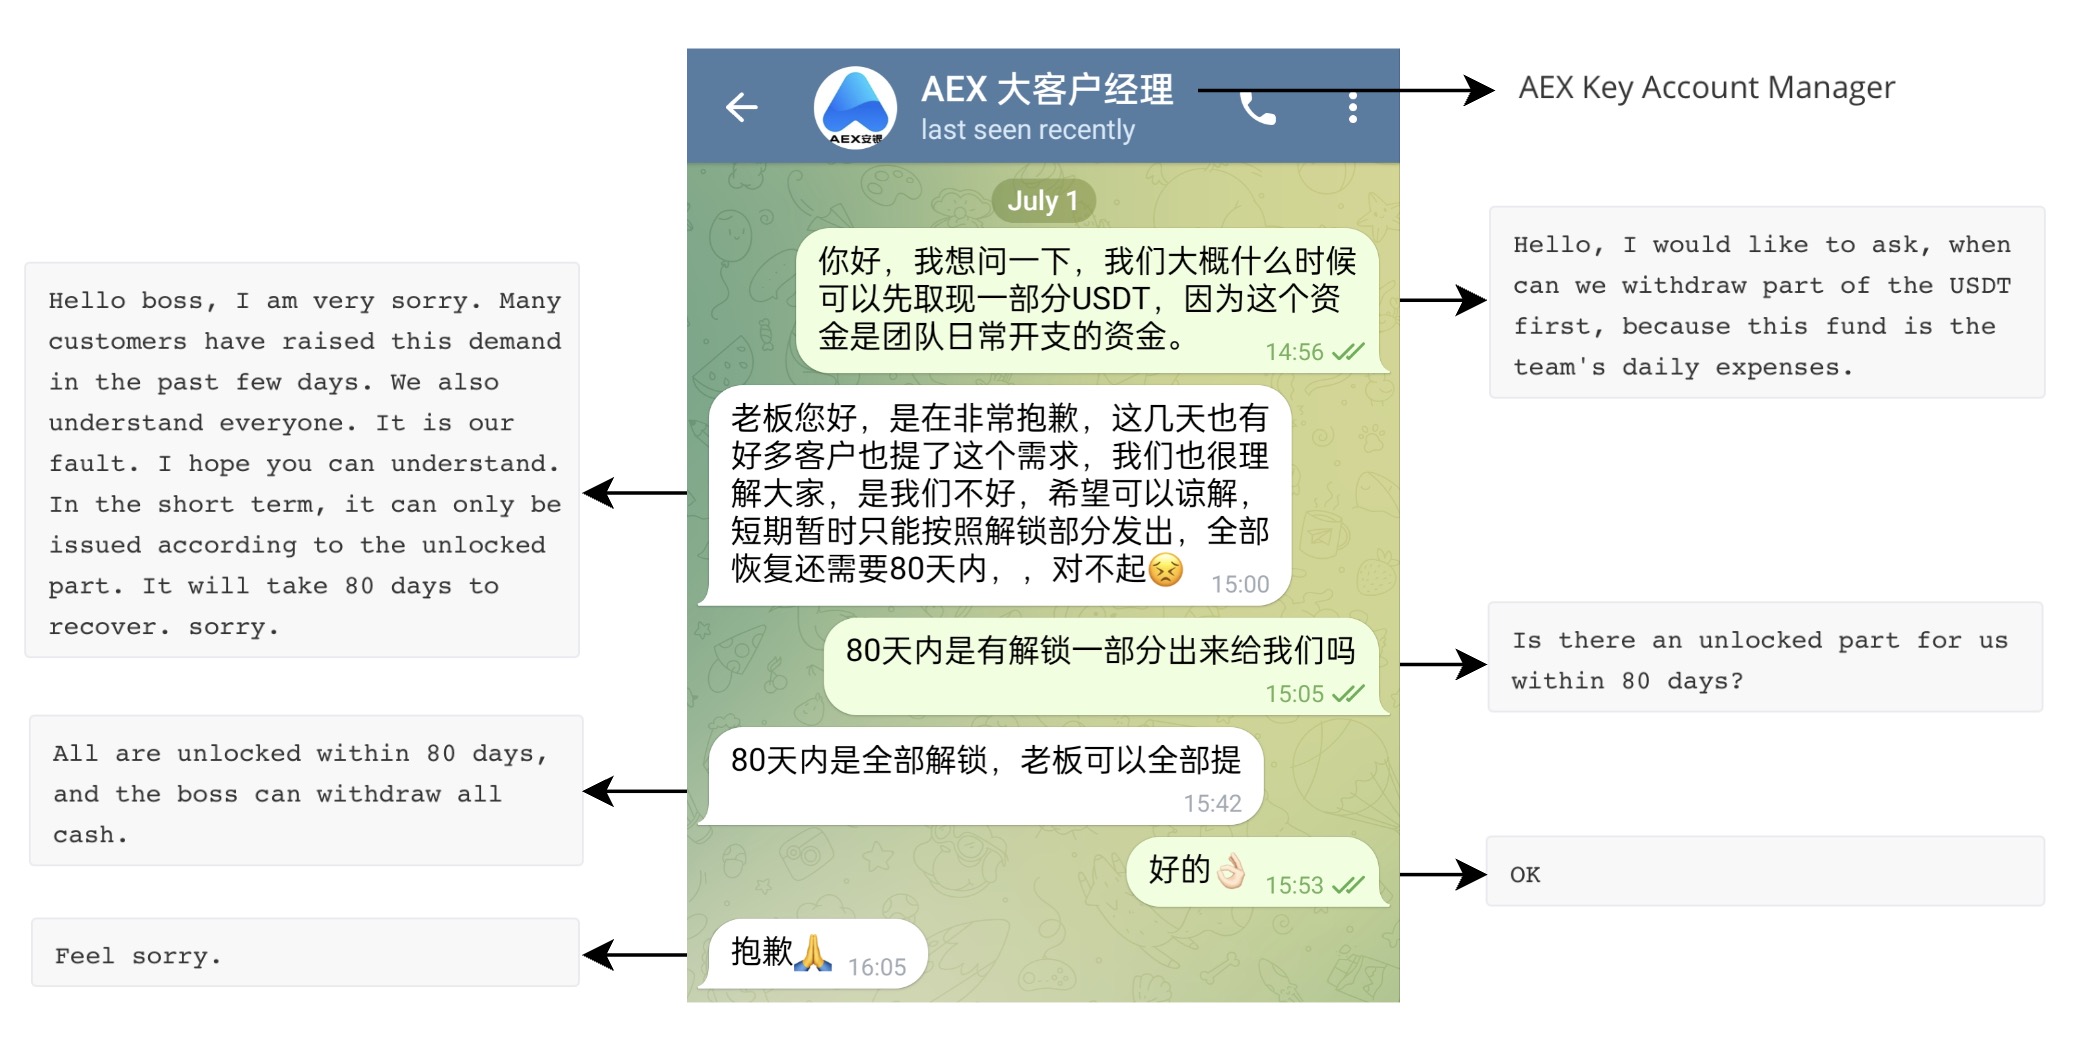 AEX 大客户经理
last seen recently
AEX安银
AEX Key Account Manager
July 1
你好，我想问一下，我们大概什么时候
可以先取现一部分USDT，因为这个资
金是团队日常开支的资金。
14:56
Hello, I would like to ask, when
can we withdraw part of the USDT
first, because this fund is the
team's daily expenses.
老板您好，是在非常抱歉，这几天也有
好多客户也提了这个需求，我们也很理
解大家，是我们不好，希望可以谅解，
短期暂时只能按照解锁部分发出，全部
恢复还需要80天内，，对不起😣
15:00
Hello boss, I am very sorry. Many
customers have raised this demand
in the past few days. We also
understand everyone. It is our
fault. I hope you can understand.
In the short term, it can only be
issued according to the unlocked
part. It will take 80 days to
recover. sorry.
80天内是有解锁一部分出来给我们吗
15:05
Is there an unlocked part for us
within 80 days?
80天内是全部解锁，老板可以全部提
15:42
All are unlocked within 80 days,
and the boss can withdraw all
cash.
好的👌🏻
15:53
OK
抱歉🙏
16:05
Feel sorry.